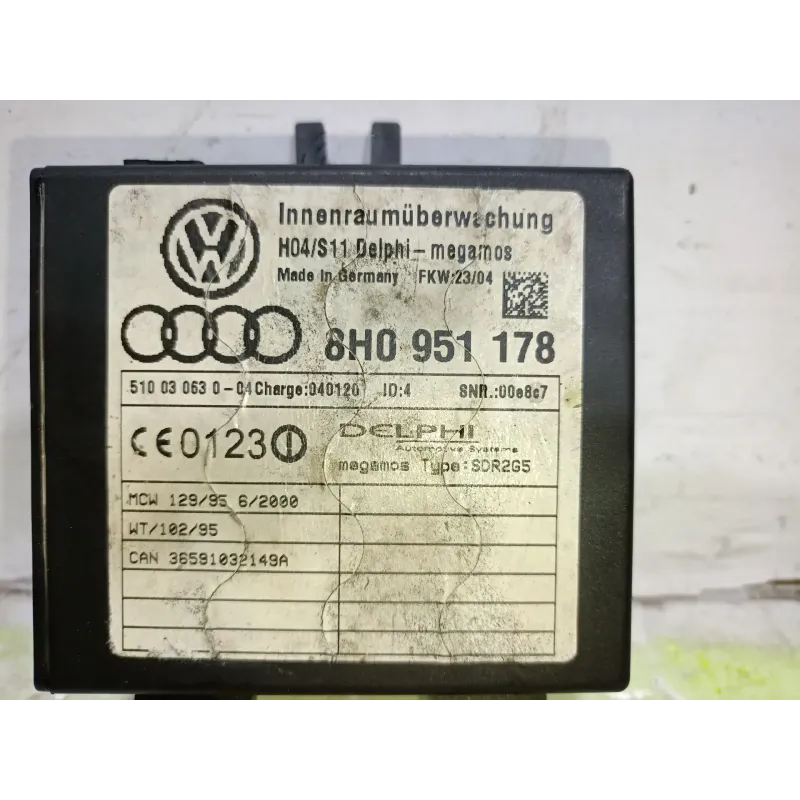 Innenraumüberwachung
H04/S11 Delphi-megamos
Made In Germany FKW:23/04
8H0 951 178
510 03 063 0-04 Charge:040120 ID:4 SNR.:00e8c7
CE0123
DELPHI
Automotive Systems
megamos Type:SDR2G5
MCW 129/95 6/2000
WT/102/95
CAN 36591032149A